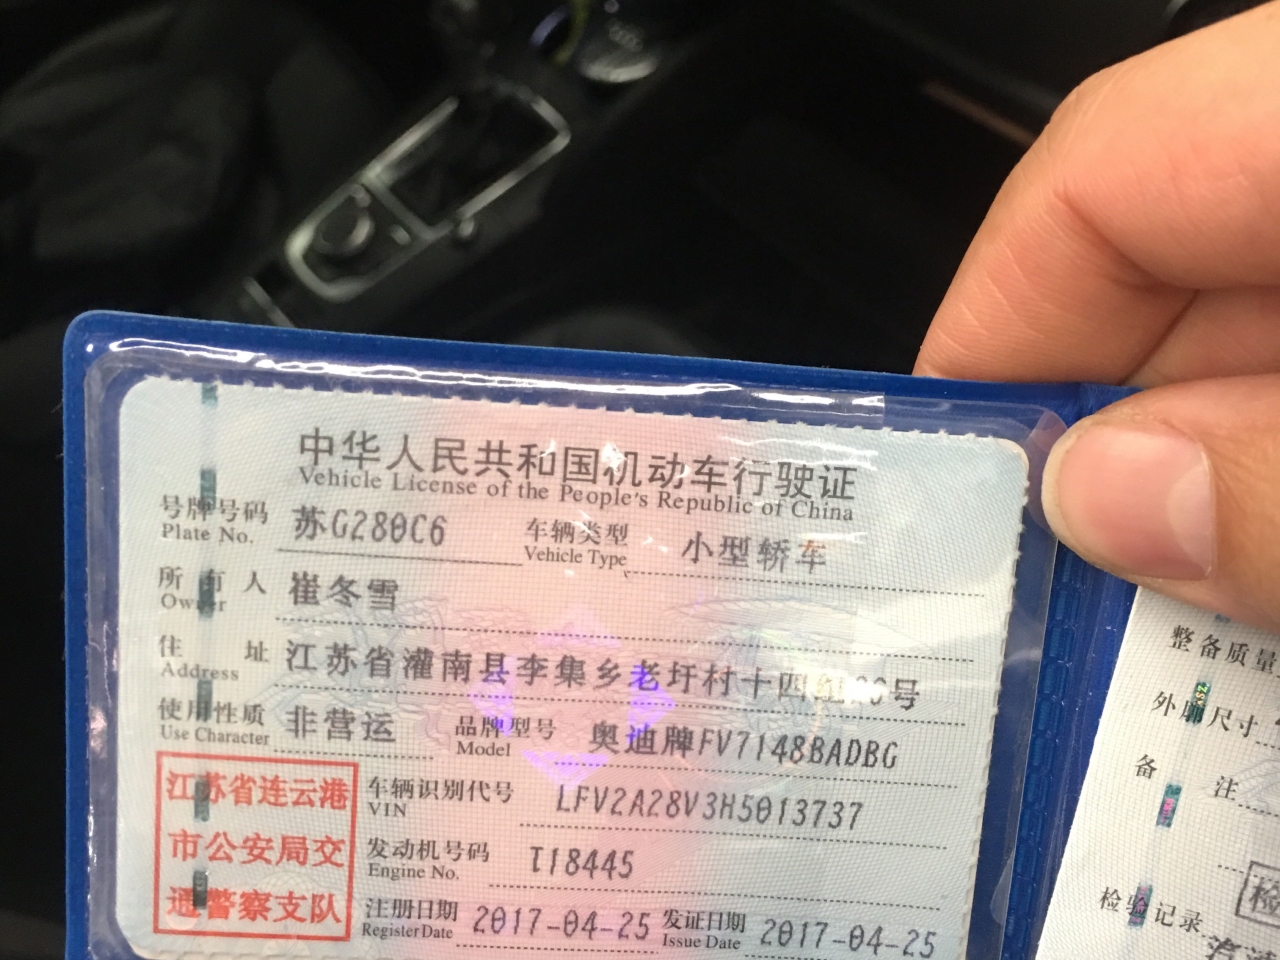 中华人民共和国机动车行驶证
Vehicle License of the People's Republic of China
号牌号码 苏G280C6 车辆类型 小型轿车
Plate No. Vehicle Type
所有人 崔冬雪
Owner
住址 江苏省灌南县李集乡老圩村十四组 号
Address
使用性质 非营运 品牌型号 奥迪牌FV7148BADBG
Use Character Model
江苏省连云港
市公安局交
通警察支队
车辆识别代号 LFV2A28V3H5013737
VIN
发动机号码 T18445
Engine No.
注册日期 2017-04-25 发证日期 2017-04-25
Register Date Issue Date
整备质量
外廓尺寸
备注
检
检验记录